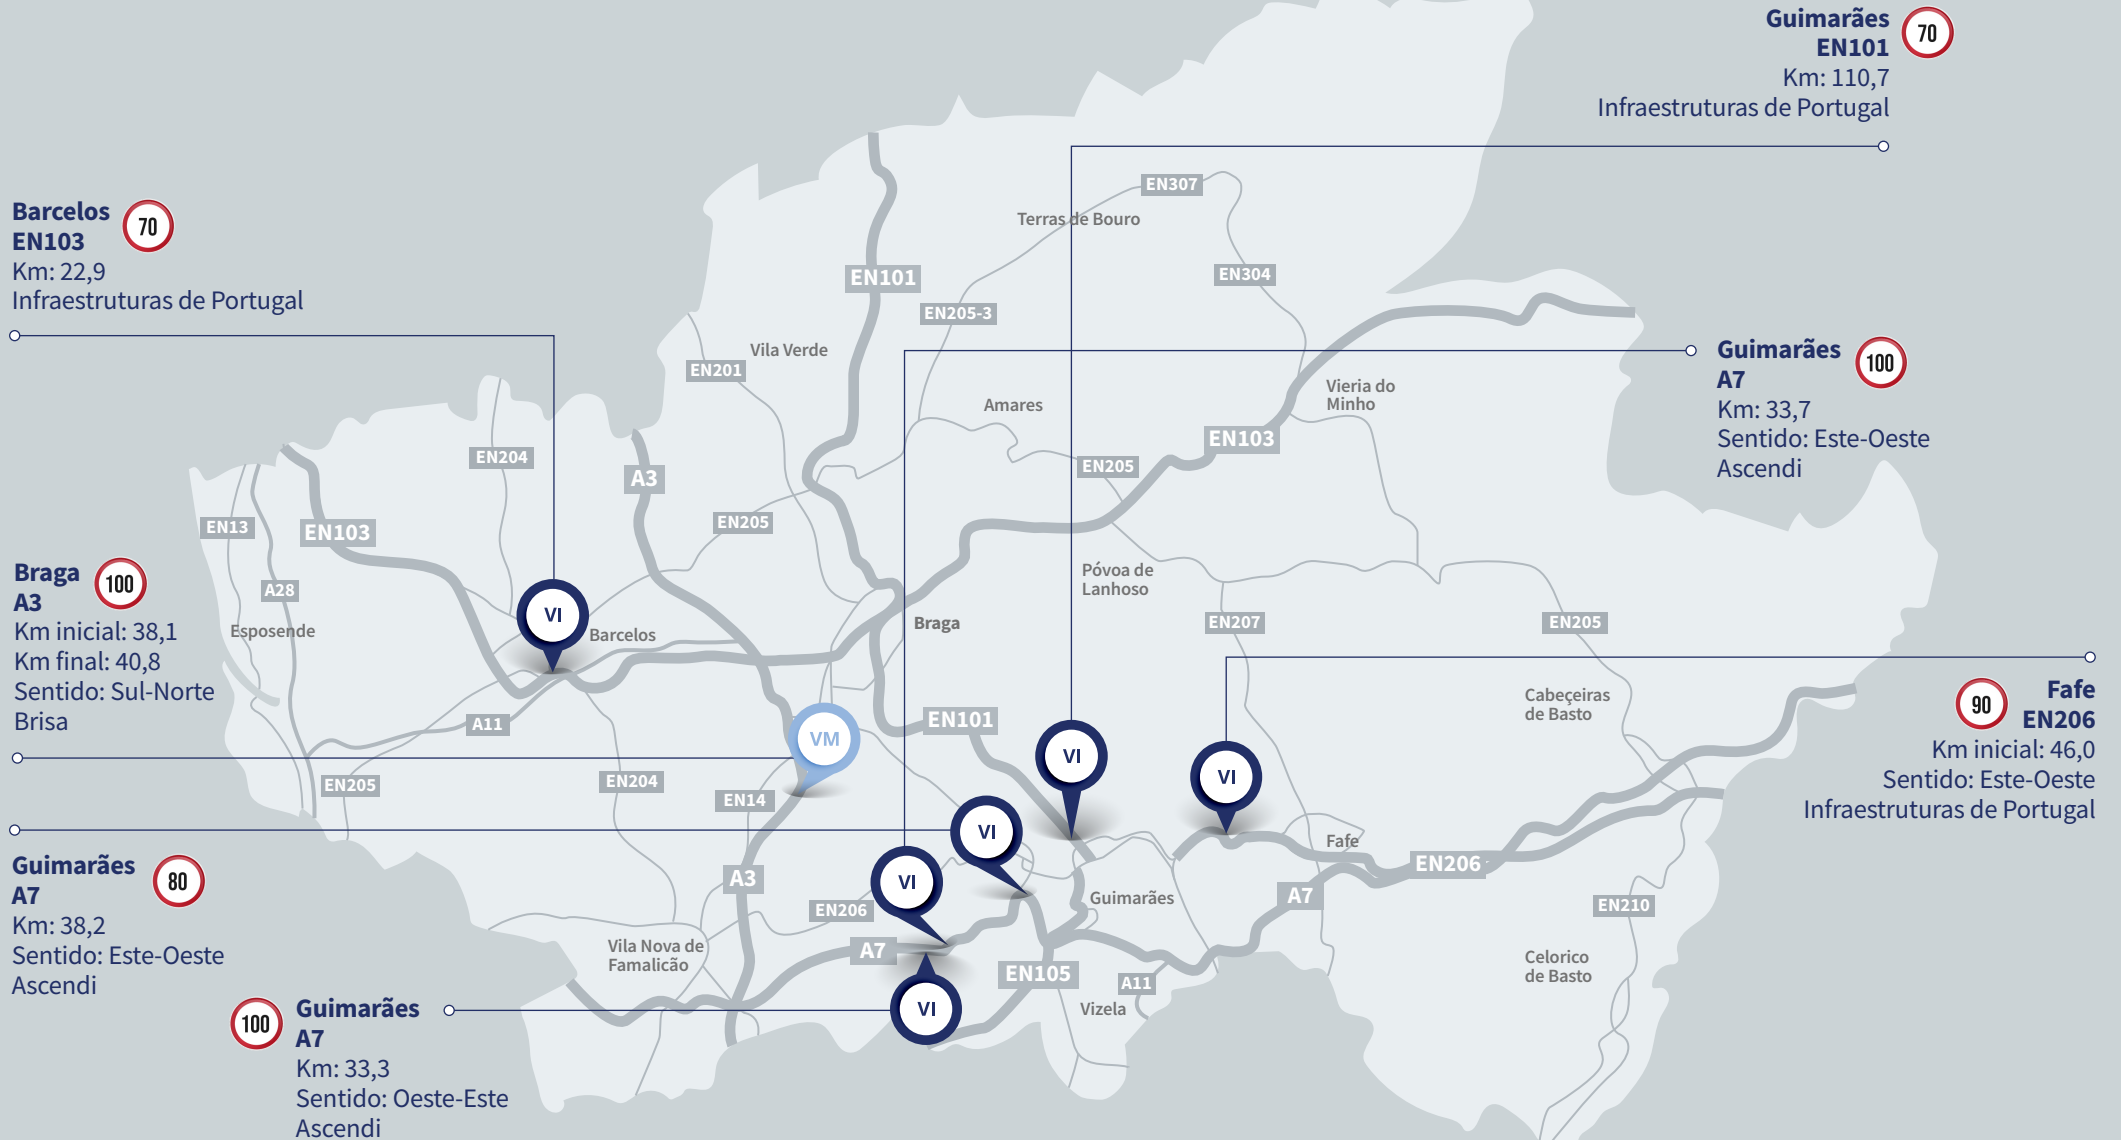 Guimarães
EN101
70
Km: 110,7
Infraestruturas de Portugal
Barcelos
EN103
70
Km: 22,9
Infraestruturas de Portugal
Guimarães
A7
100
Km: 33,7
Sentido: Este-Oeste
Ascendi
Braga
A3
100
Km inicial: 38,1
Km final: 40,8
Sentido: Sul-Norte
Brisa
90
Fafe
EN206
Km inicial: 46,0
Sentido: Este-Oeste
Infraestruturas de Portugal
Guimarães
A7
80
Km: 38,2
Sentido: Este-Oeste
Ascendi
100
Guimarães
A7
Km: 33,3
Sentido: Oeste-Este
Ascendi
EN307
Terras de Bouro
EN101
EN304
EN205-3
Vila Verde
EN201
Vieria do
Minho
Amares
EN103
EN204
EN205
A3
EN205
EN13
EN103
Póvoa de
Lanhoso
A28
VI
Braga
EN207
EN205
Esposende
Barcelos
Cabeçeiras
de Basto
EN101
A11
VM
VI
VI
EN205
EN204
EN14
VI
Fafe
EN206
A3
VI
Guimarães
A7
EN206
EN210
Vila Nova de
Famalicão
A7
Celorico
de Basto
EN105
A11
Vizela
VI